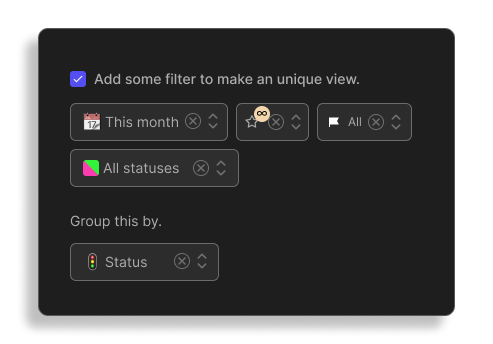 Add some filter to make an unique view.
This month
All
All statuses
Group this by.
Status